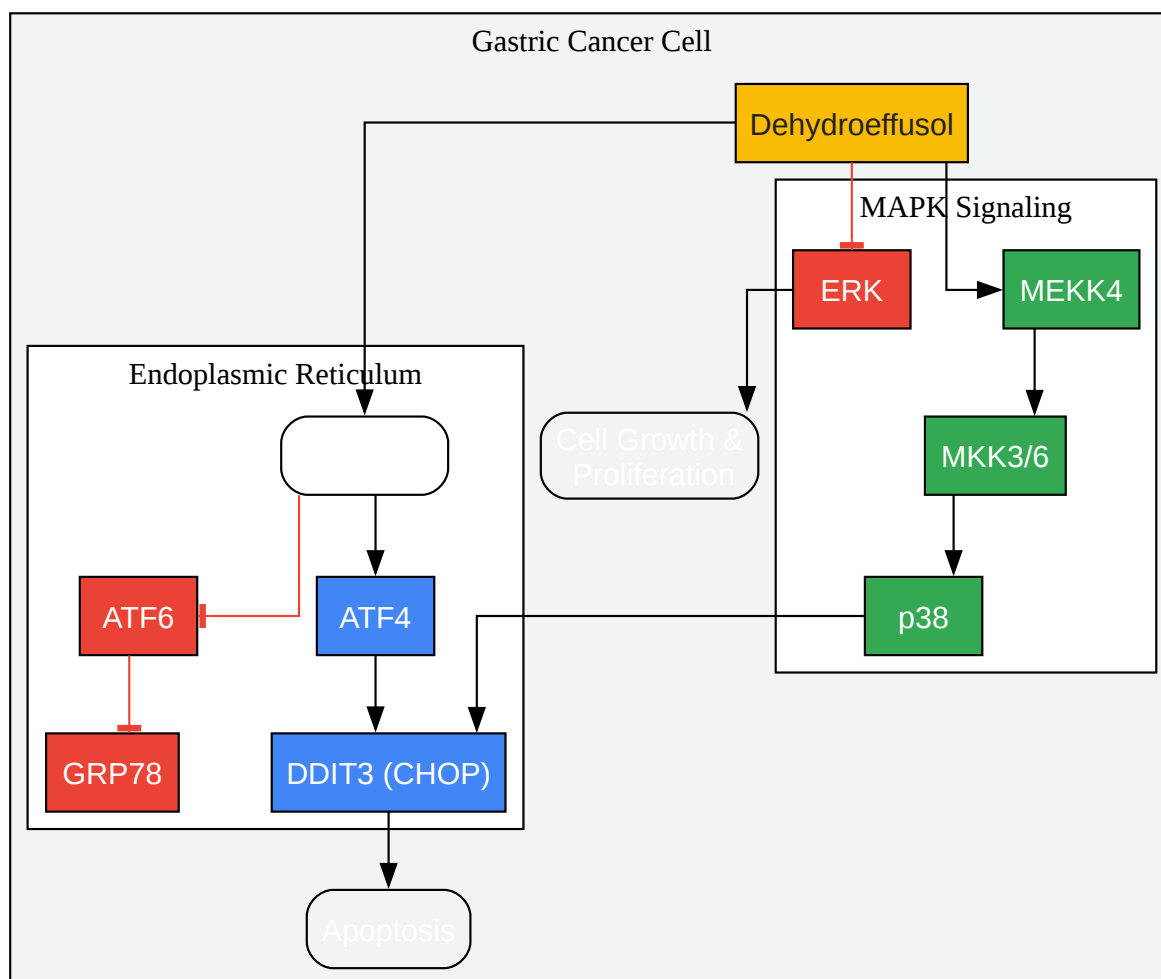 Gastric Cancer Cell
Dehydroeffusol
MAPK Signaling
ERK
MEKK4
Endoplasmic Reticulum
Cell Growth &
Proliferation
MKK3/6
ATF6
ATF4
p38
GRP78
DDIT3 (CHOP)
Apoptosis